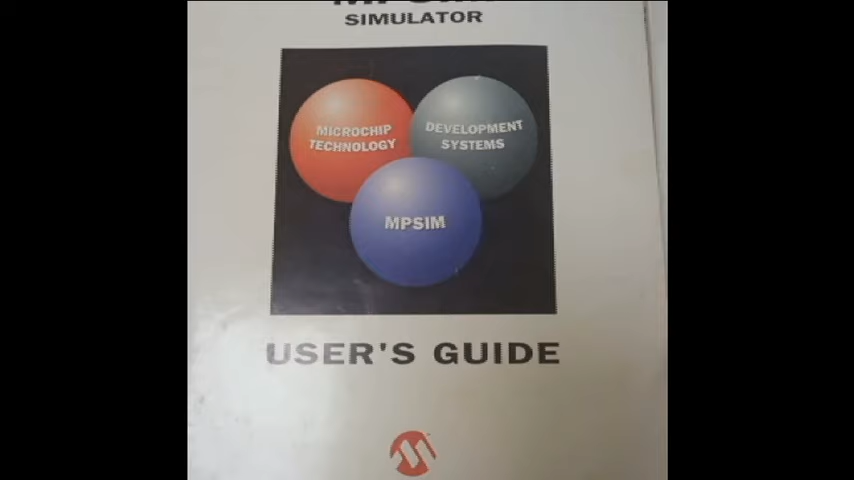 SIMULATOR
MICROCHIP
TECHNOLOGY
DEVELOPMENT
SYSTEMS
MPSIM
USER'S GUIDE